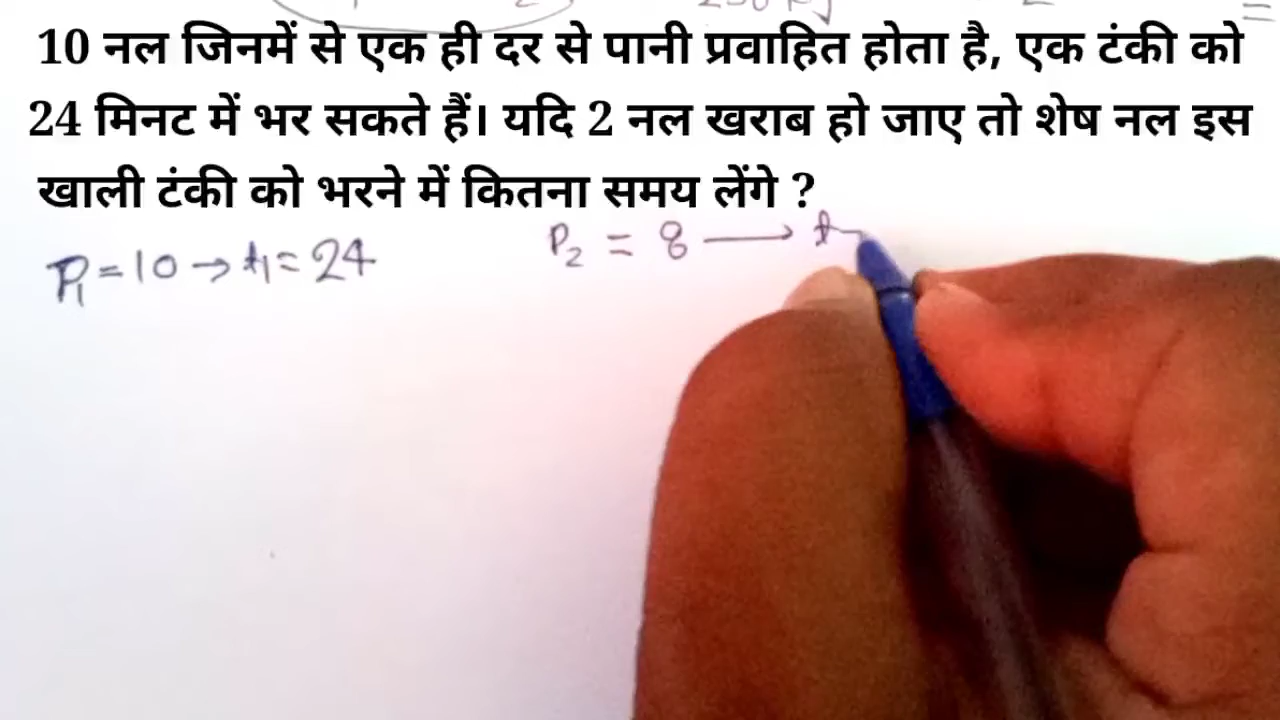 10 नल जिनमें से एक ही दर से पानी प्रवाहित होता है, एक टंकी को
24 मिनट में भर सकते हैं। यदि 2 नल खराब हो जाए तो शेष नल इस
खाली टंकी को भरने में कितना समय लेंगे ?
P₁ = 10 → t₁ = 24 P₂ = 8 → t